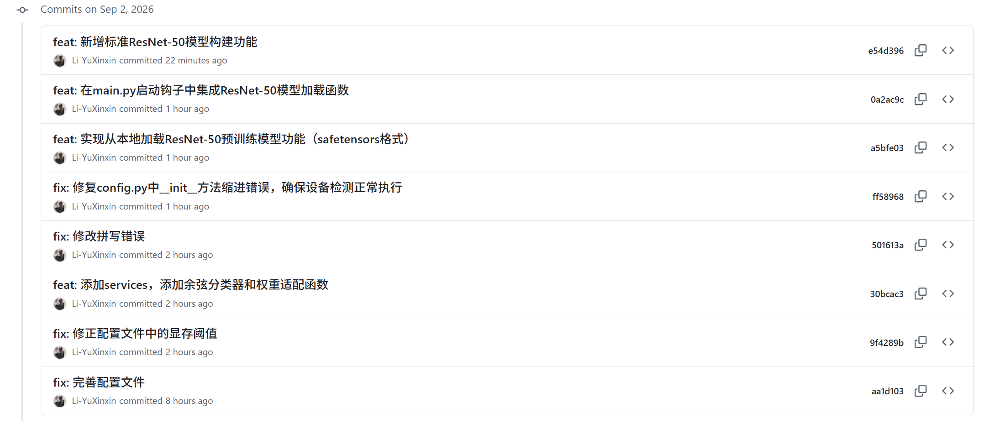 Commits on Sep 2, 2026
feat: 新增标准ResNet-50模型构建功能
Li-YuXinxin committed 22 minutes ago
e54d396
feat: 在main.py启动钩子中集成ResNet-50模型加载函数
Li-YuXinxin committed 1 hour ago
0a2ac9c
feat: 实现从本地加载ResNet-50预训练模型功能（safetensors格式）
Li-YuXinxin committed 1 hour ago
a5bfe03
fix: 修复config.py中__init__方法缩进错误，确保设备检测正常执行
Li-YuXinxin committed 1 hour ago
ff58968
fix: 修改拼写错误
Li-YuXinxin committed 2 hours ago
501613a
feat: 添加services，添加余弦分类器和权重适配函数
Li-YuXinxin committed 2 hours ago
30bcac3
fix: 修正配置文件中的显存阈值
Li-YuXinxin committed 2 hours ago
9f4289b
fix: 完善配置文件
Li-YuXinxin committed 8 hours ago
aa1d103